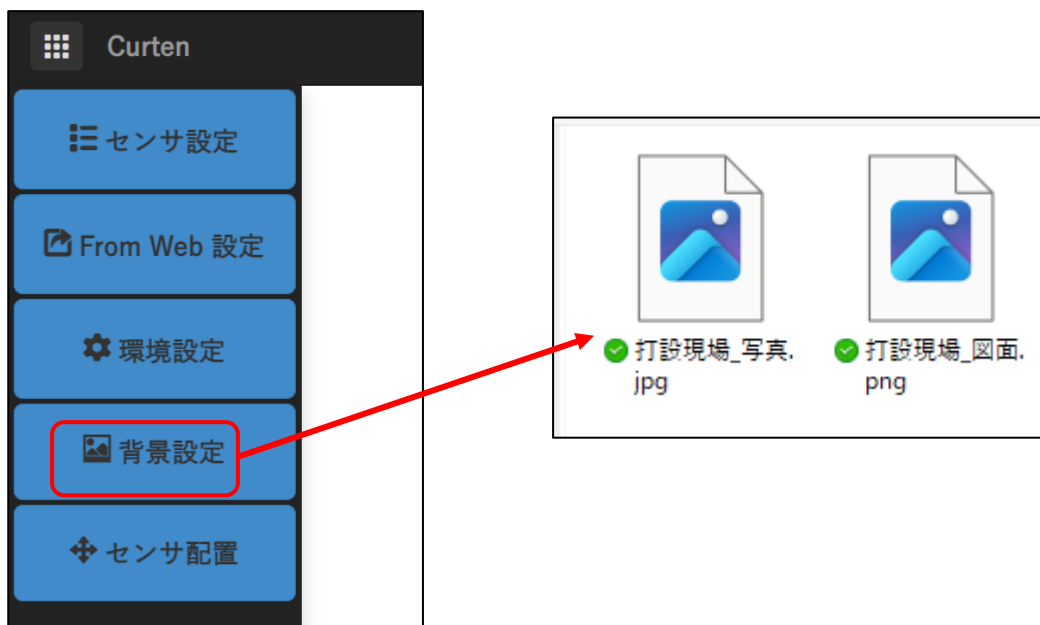 Curten
センサ設定
From Web 設定
環境設定
背景設定
センサ配置
打設現場_写真.
jpg
打設現場_図面.
png